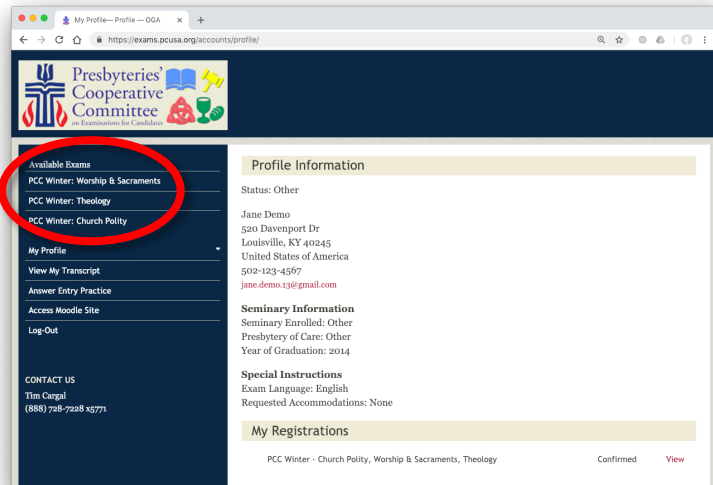 My Profile— Profile — OGA
https://exams.pcusa.org/accounts/profile/
Presbyteries'
Cooperative
Committee
on Examinations for Candidates
Available Exams
PCC Winter: Worship & Sacraments
PCC Winter: Theology
PCC Winter: Church Polity
My Profile
View My Transcript
Answer Entry Practice
Access Moodle Site
Log-Out
CONTACT US
Tim Cargal
(888) 728-7228 x5771
Profile Information
Status: Other
Jane Demo
520 Davenport Dr
Louisville, KY 40245
United States of America
502-123-4567
jane.demo.13@gmail.com
Seminary Information
Seminary Enrolled: Other
Presbytery of Care: Other
Year of Graduation: 2014
Special Instructions
Exam Language: English
Requested Accommodations: None
My Registrations
PCC Winter - Church Polity, Worship & Sacraments, Theology Confirmed View